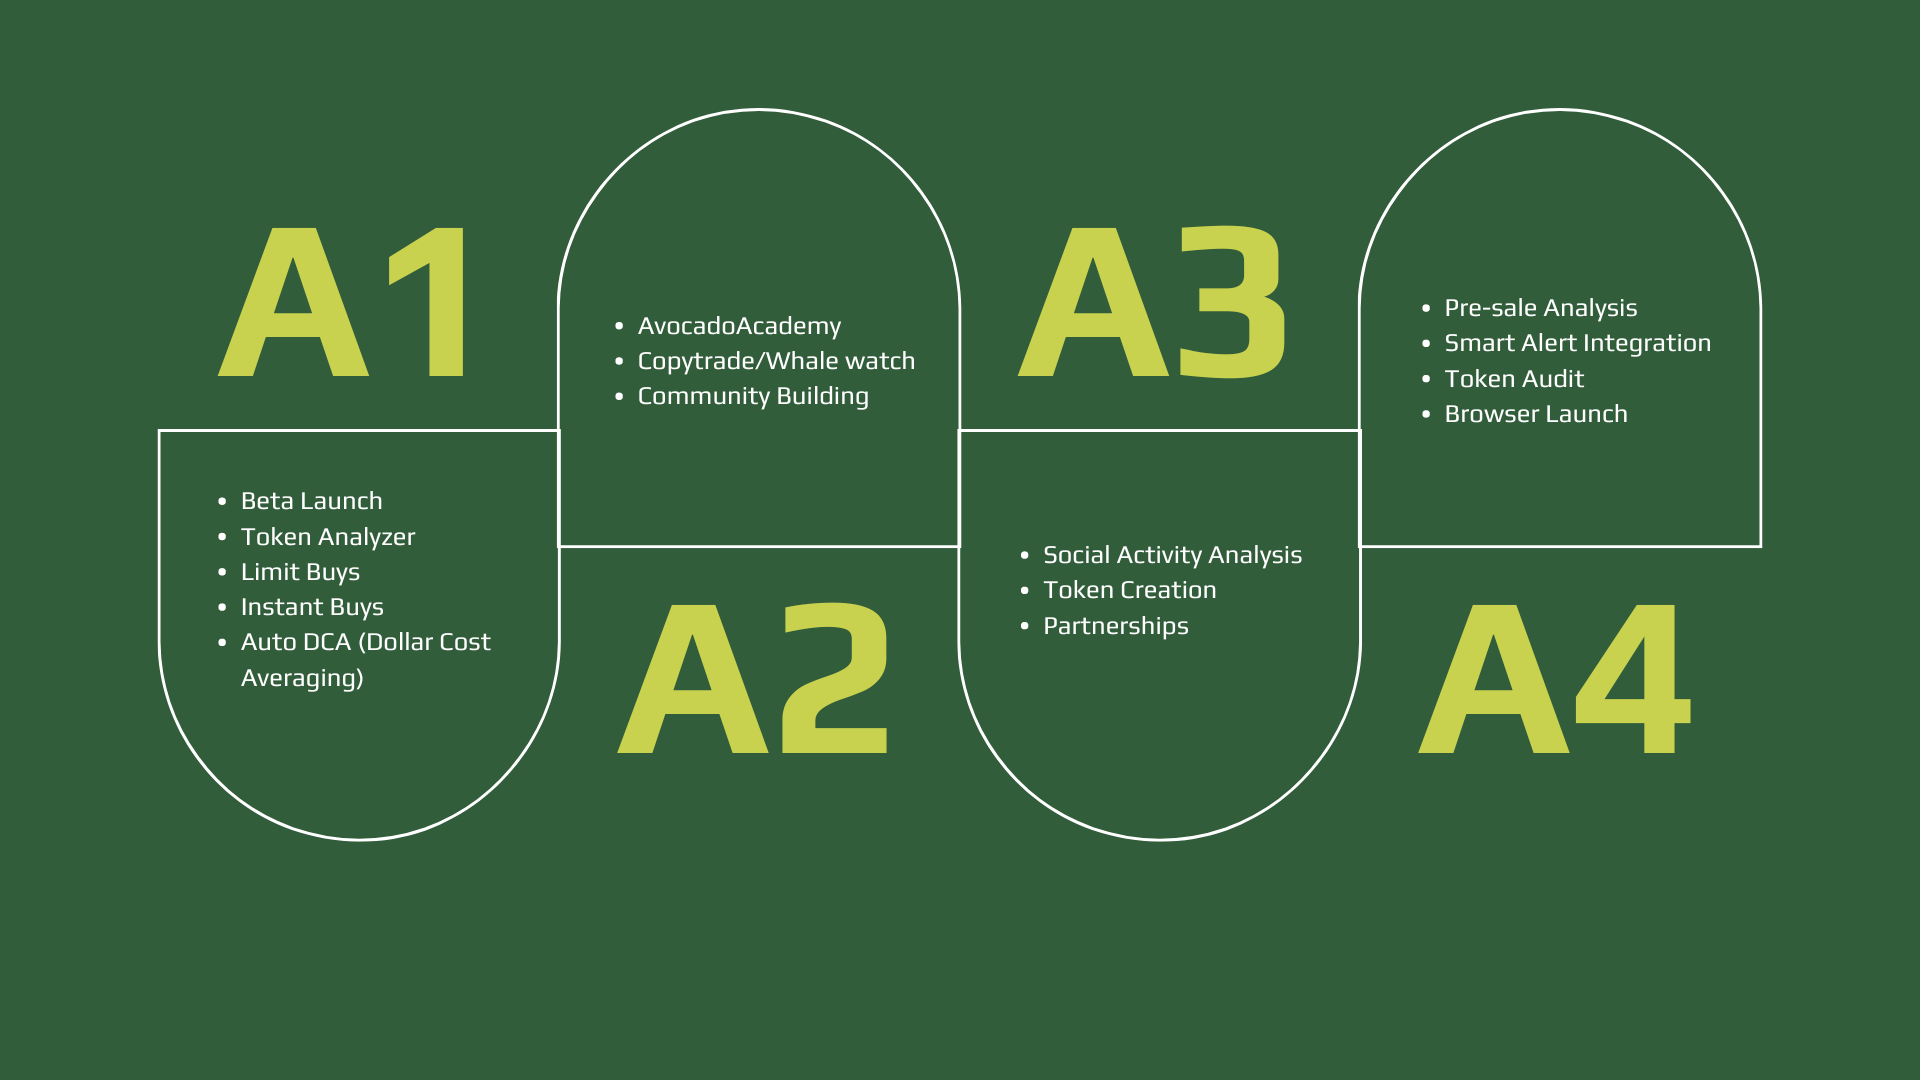 A1
• Beta Launch
• Token Analyzer
• Limit Buys
• Instant Buys
• Auto DCA (Dollar Cost
Averaging)
• AvocadoAcademy
• Copytrade/Whale watch
• Community Building
A2
A3
• Social Activity Analysis
• Token Creation
• Partnerships
• Pre-sale Analysis
• Smart Alert Integration
• Token Audit
• Browser Launch
A4